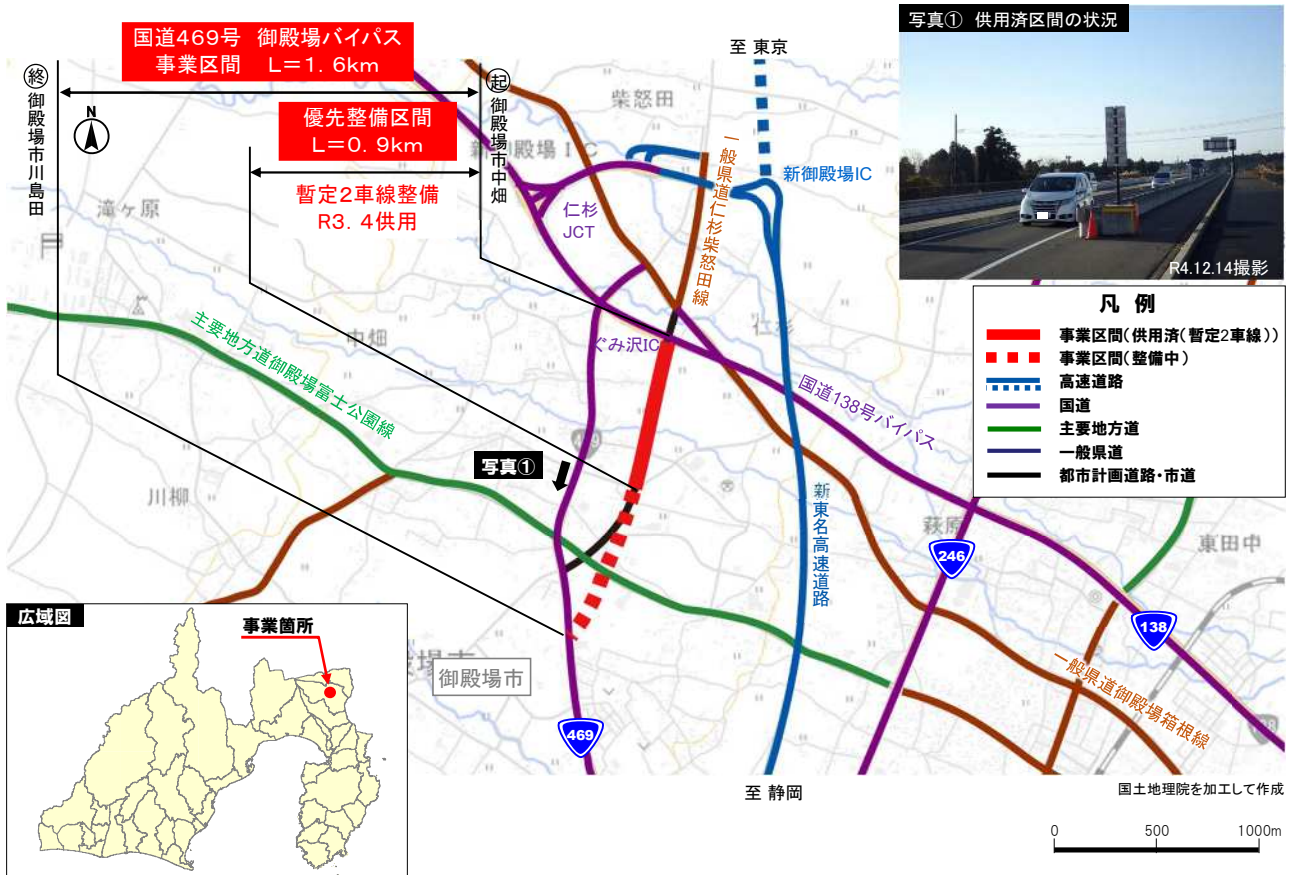 国道469号 御殿場バイパス
事業区間 L=1.6km
優先整備区間
L=0.9km
暫定2車線整備
R3.4供用
終
御殿場市川島田
起
御殿場市中畑
N
至 東京
写真① 供用済区間の状況
R4.12.14撮影
柴怒田
新御殿場IC
一般県道仁杉柴怒田線
新御殿場IC
仁杉
JCT
滝ヶ原
中畑
仁杉
ぐみ沢IC
主要地方道御殿場富士公園線
国道138号バイパス
写真①
川柳
新東名高速道路
萩原
東田中
246
138
469
一般県道御殿場箱根線
御殿場市
至 静岡
凡例
事業区間(供用済(暫定2車線))
事業区間(整備中)
高速道路
国道
主要地方道
一般県道
都市計画道路・市道
広域図
事業箇所
国土地理院を加工して作成
0 500 1000m